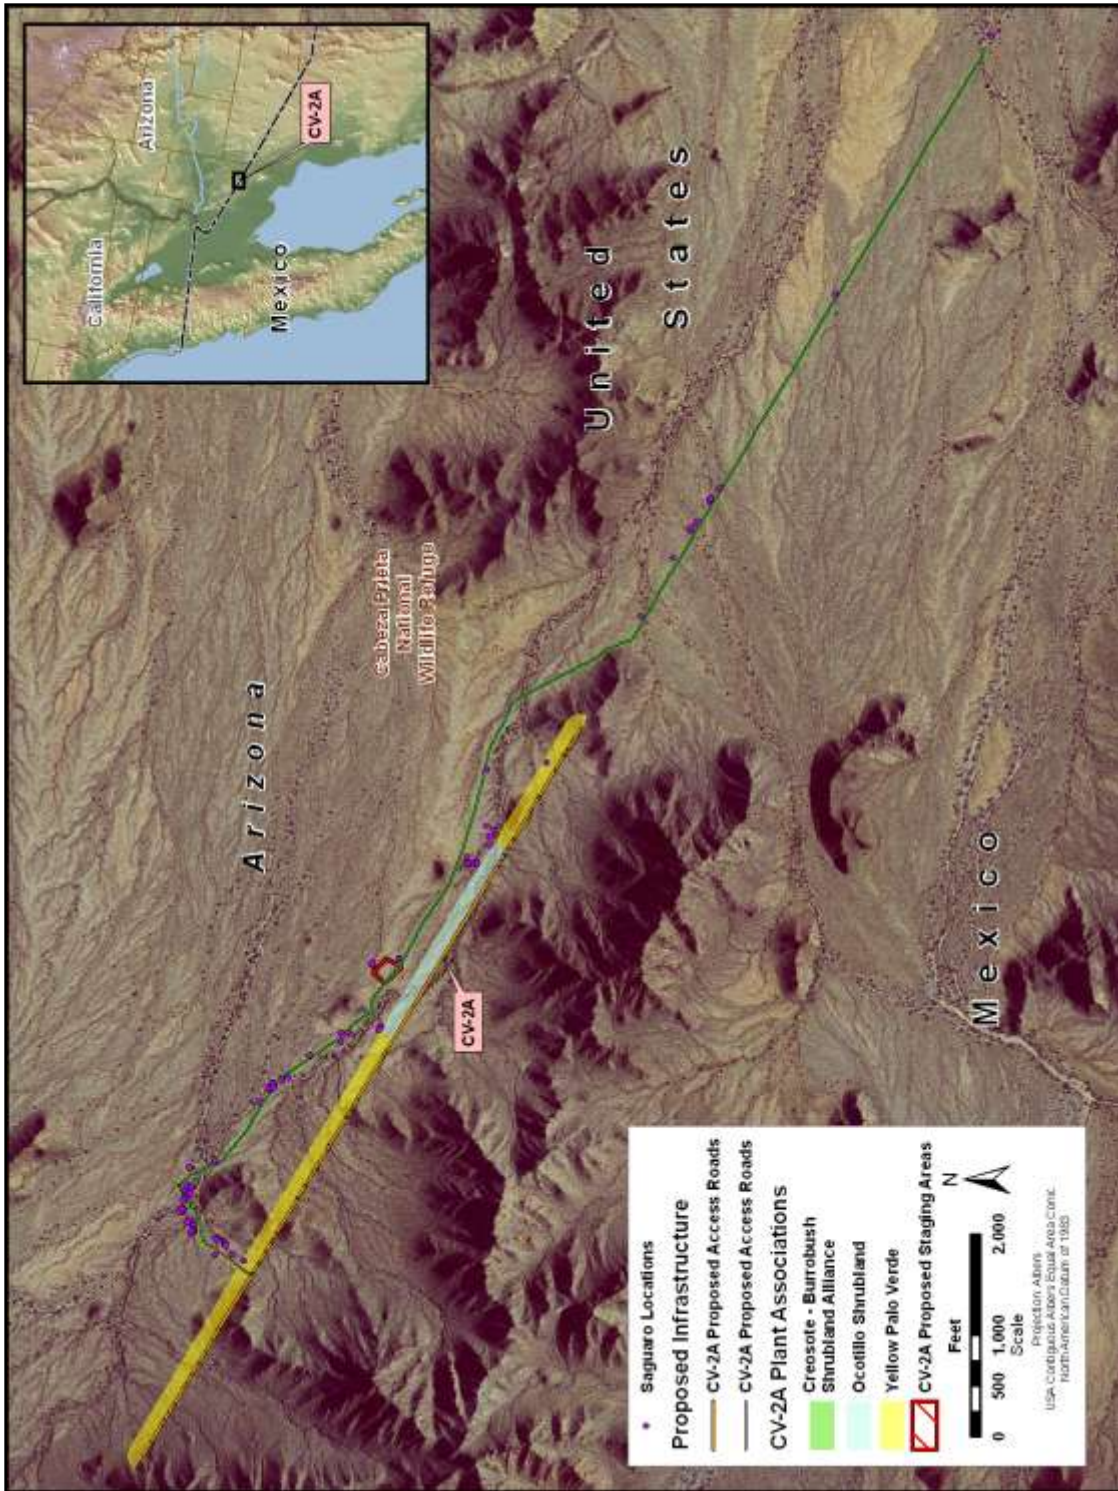 California
Arizona
CV-2A
Mexico
Arizona
Cabeza Prieta
National
Wildlife Refuge
United
States
CV-2A
Mexico
Saguaro Locations
Proposed Infrastructure
CV-2A Proposed Access Roads
CV-2A Proposed Access Roads
CV-2A Plant Associations
Creosote - Burrobush
Shrubland Alliance
Ocotillo Shrubland
Yellow Palo Verde
CV-2A Proposed Staging Areas
Feet
0 500 1,000 2,000
Scale
N
Projection: Albers
USA Contiguous Albers Equal Area Conic
North American Datum of 1983